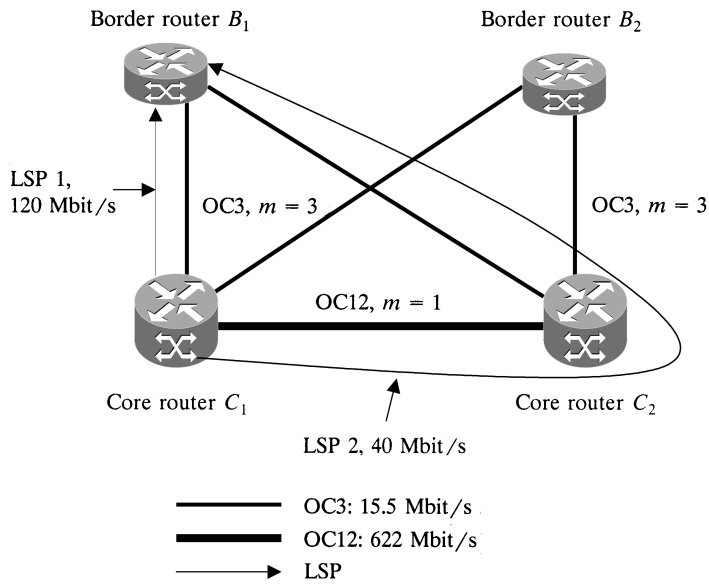 Border router B₁
Border router B₂
LSP 1,
120 Mbit/s
OC3, m = 3
OC3, m = 3
OC12, m = 1
Core router C₁
Core router C₂
LSP 2, 40 Mbit/s
OC3: 15.5 Mbit/s
OC12: 622 Mbit/s
LSP